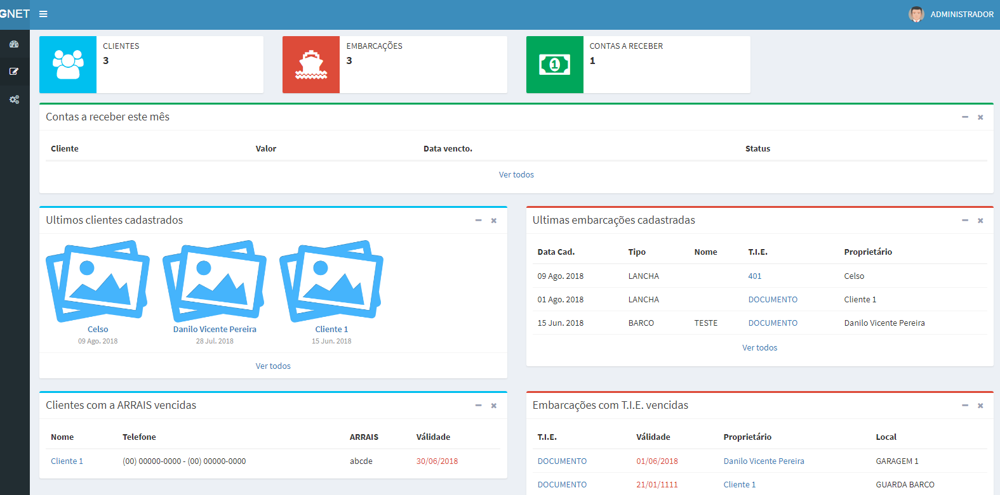 GNET
ADMINISTRADOR
CLIENTES
3
EMBARCAÇÕES
3
CONTAS A RECEBER
1
Contas a receber este mês
Cliente Valor Data vencto. Status
Ver todos
Ultimos clientes cadastrados
Celso Danilo Vicente Pereira Cliente 1
09 Ago. 2018 28 Jul. 2018 15 Jun. 2018
Ver todos
Ultimas embarcações cadastradas
Data Cad. Tipo Nome T.I.E. Proprietário
09 Ago. 2018 LANCHA 401 Celso
01 Ago. 2018 LANCHA DOCUMENTO Cliente 1
15 Jun. 2018 BARCO TESTE DOCUMENTO Danilo Vicente Pereira
Ver todos
Clientes com a ARRAIS vencidas
Nome Telefone ARRAIS Válidade
Cliente 1 (00) 00000-0000 - (00) 00000-0000 abcde 30/06/2018
Embarcações com T.I.E. vencidas
T.I.E. Válidade Proprietário Local
DOCUMENTO 01/06/2018 Danilo Vicente Pereira GARAGEM 1
DOCUMENTO 21/01/1111 Cliente 1 GUARDA BARCO